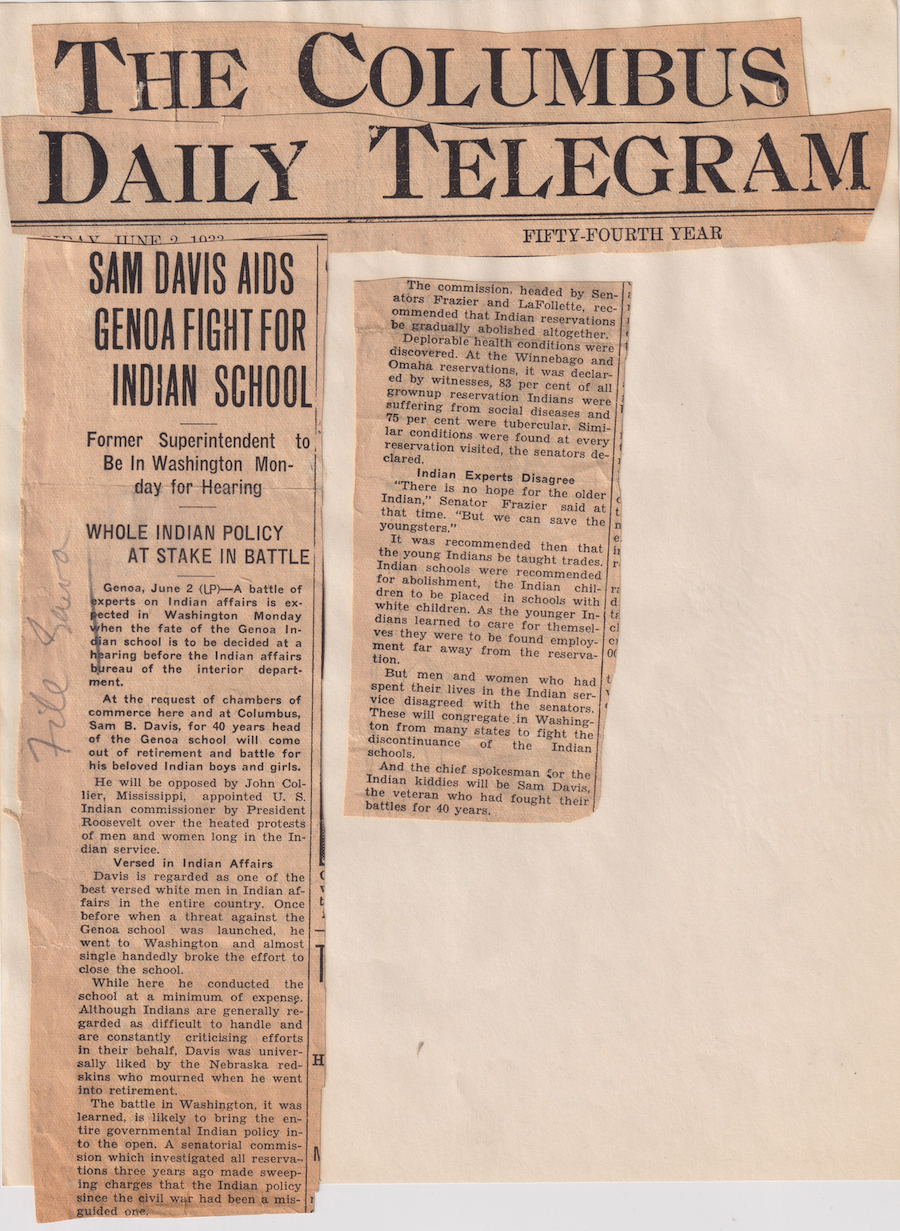 THE COLUMBUS
DAILY TELEGRAM
JUNE 2
FIFTY-FOURTH YEAR
SAM DAVIS AIDS
GENOA FIGHT FOR
INDIAN SCHOOL
Former Superintendent to
Be In Washington Mon-
day for Hearing
WHOLE INDIAN POLICY
AT STAKE IN BATTLE
Genoa, June 2 (UP)—A battle of
experts on Indian affairs is ex-
pected in Washington Monday
when the fate of the Genoa In-
dian school is to be decided at a
hearing before the Indian affairs
bureau of the interior depart-
ment.
At the request of chambers of
commerce here and at Columbus,
Sam B. Davis, for 40 years head
of the Genoa school will come
out of retirement and battle for
his beloved Indian boys and girls.
He will be opposed by John Col-
lier, Mississippi, appointed U. S.
Indian commissioner by President
Roosevelt over the heated protests
of men and women long in the In-
dian service.
Versed in Indian Affairs
Davis is regarded as one of the
best versed white men in Indian af-
fairs in the entire country. Once
before when a threat against the
Genoa school was launched, he
went to Washington and almost
single handedly broke the effort to
close the school.
While here he conducted the
school at a minimum of expense.
Although Indians are generally re-
garded as difficult to handle and
are constantly criticising efforts
in their behalf, Davis was univer-
sally liked by the Nebraska red-
skins who mourned when he went
into retirement.
The battle in Washington, it was
learned, is likely to bring the en-
tire governmental Indian policy in-
to the open. A senatorial commis-
sion which investigated all reserva-
tions three years ago made sweep-
ing charges that the Indian policy
since the civil war had been a mis-
guided one.
File Genoa
The commission, headed by Sen-
ators Frazier and LaFollette, rec-
ommended that Indian reservations
be gradually abolished altogether.
Deplorable health conditions were
discovered. At the Winnebago and
Omaha reservations, it was declar-
ed by witnesses, 83 per cent of all
grownup reservation Indians were
suffering from social diseases and
75 per cent were tubercular. Simi-
lar conditions were found at every
reservation visited, the senators de-
clared.
Indian Experts Disagree
"There is no hope for the older
Indian," Senator Frazier said at
that time. "But we can save the
youngsters."
It was recommended then that
the young Indians be taught trades.
Indian schools were recommended
for abolishment, the Indian chil-
dren to be placed in schools with
white children. As the younger In-
dians learned to care for themsel-
ves they were to be found employ-
ment far away from the reserva-
tion.
But men and women who had
spent their lives in the Indian ser-
vice disagreed with the senators.
These will congregate in Washing-
ton from many states to fight the
discontinuance of the Indian
schools.
And the chief spokesman for the
Indian kiddies will be Sam Davis,
the veteran who had fought their
battles for 40 years.